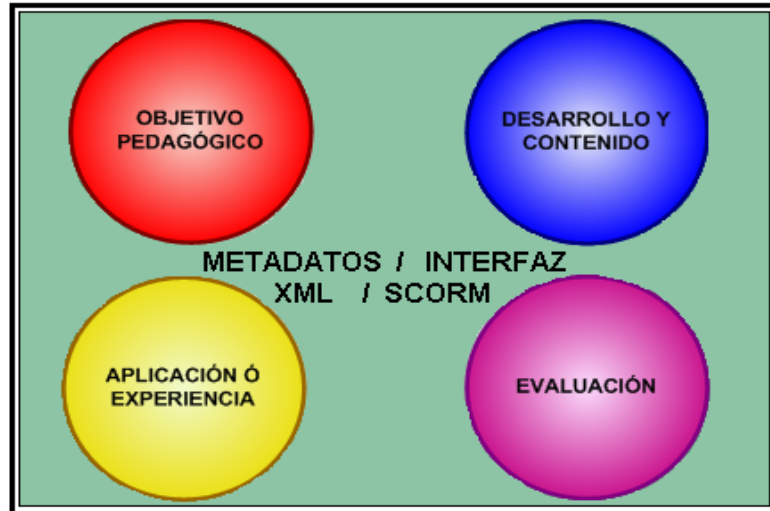 OBJETIVO
PEDAGÓGICO
DESARROLLO Y
CONTENIDO
METADATOS / INTERFAZ
XML / SCORM
APLICACIÓN Ó
EXPERIENCIA
EVALUACIÓN